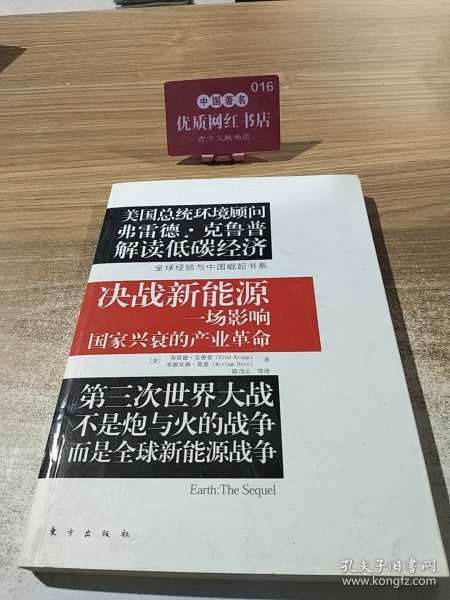 016
中国著名
优质网红书店
古今文献书店
美国总统环境顾问
弗雷德·克鲁普
解读低碳经济
全球经验与中国崛起书系
决战新能源
一场影响
国家兴衰的产业革命
[美] 弗雷德·克鲁普 (Fred Krupp) 著
米丽亚姆·霍恩 (Miriam Horn)
陈茂云 等译
第三次世界大战
不是炮与火的战争
而是全球新能源战争
Earth: The Sequel
东方出版社
孔夫子旧书网
www.kongfz.com